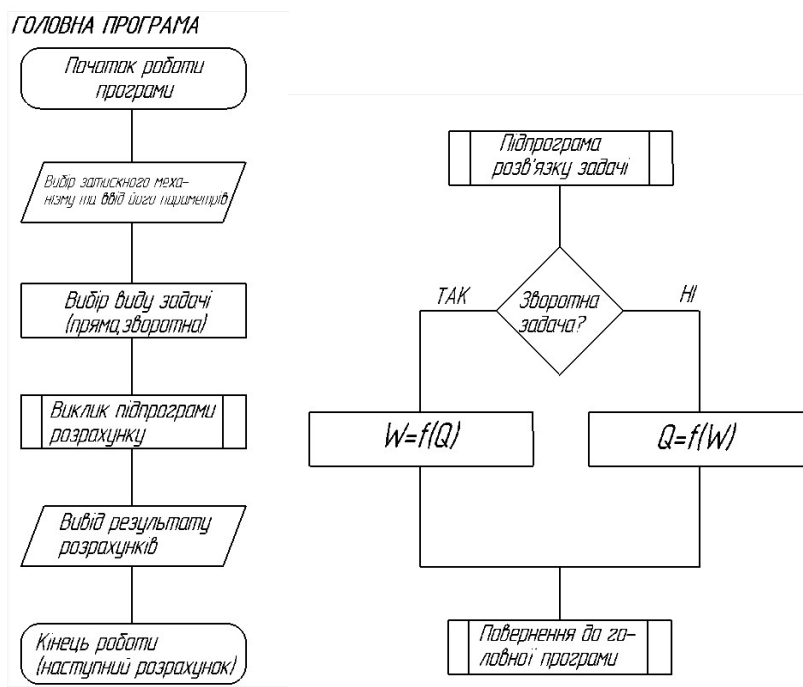 ГОЛОВНА ПРОГРАМА
Початок роботи
програми
Вибір затискного меха-
нізму та ввід його параметрів
Вибір виду задачі
(пряма,зворотна)
Виклик підпрограми
розрахунку
Вивід результату
розрахунків
Кінець роботи
(наступний розрахунок)
Підпрограма
розв'язку задачі
Зворотна
задача?
ТАК
НІ
W=f(Q)
Q=f(W)
Повернення до го-
ловної програми